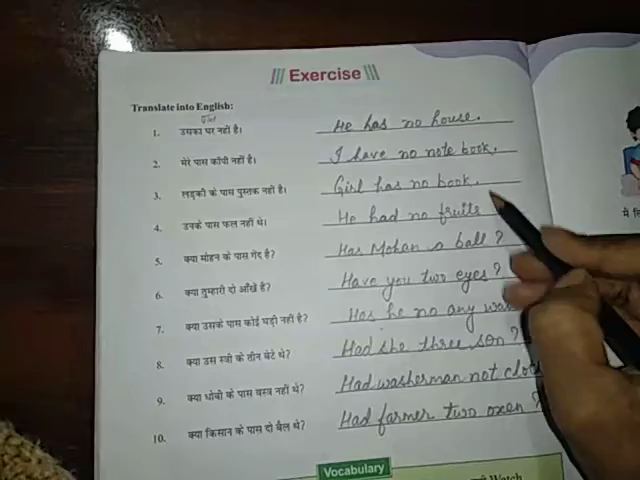 Exercise
Translate into English:
1. उसका घर नहीं है। He has no house.
2. मेरे पास कॉपी नहीं है। I have no note book.
3. लड़की के पास पुस्तक नहीं है। Girl has no book.
4. उनके पास फल नहीं थे। He had no fruits
5. क्या मोहन के पास गेंद है? Has Mohan a ball ?
6. क्या तुम्हारी दो आँखें है? Have you two eyes ?
7. क्या उसके पास कोई घड़ी नहीं है? Has he no any
8. क्या उस स्त्री के तीन बेटे थे? Had she three son ?
9. क्या धोबी के पास वस्त्र नहीं थे? Had washerman not
10. क्या किसान के पास दो बैल थे? Had farmer two oxen ?
Vocabulary